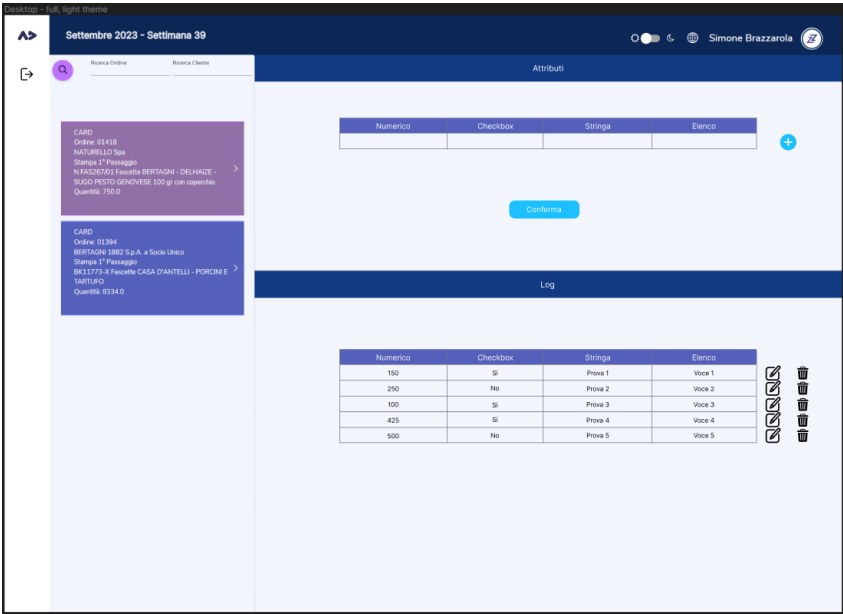 Desktop - full, light theme
Settembre 2023 - Settimana 39
Simone Brazzarola
Ricerca Ordine Ricerca Cliente
CARD
Ordine: 01418
NATURELLO Spa
Stampa 1° Passaggio
N.FAS267/01 Fascetta BERTAGNI - DELHAIZE -
SUGO PESTO GENOVESE 100 gr con coperchio
Quantità: 750.0
CARD
Ordine: 01394
BERTAGNI 1882 S.p.A. a Socio Unico
Stampa 1° Passaggio
BK11773-X Fascette CASA D'ANTELLI - PORCINI E
TARTUFO
Quantità: 8334.0
Attributi
Numerico Checkbox Stringa Elenco
Conferma
Log
Numerico Checkbox Stringa Elenco
150 Sì Prova 1 Voce 1
250 No Prova 2 Voce 2
100 Sì Prova 3 Voce 3
425 Sì Prova 4 Voce 4
500 No Prova 5 Voce 5